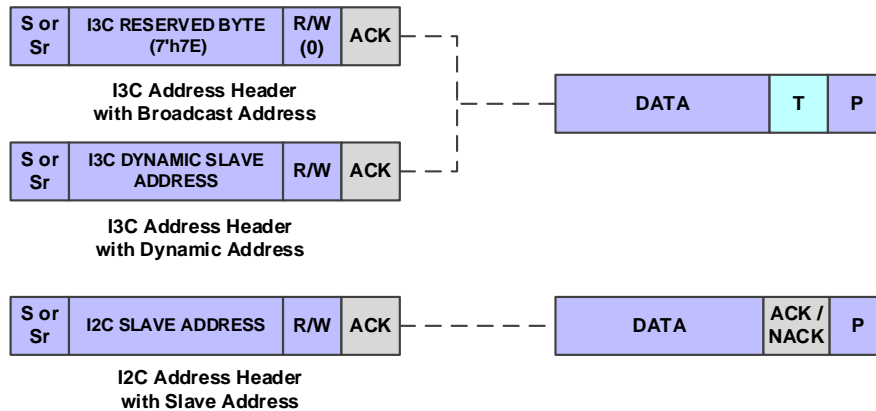 S or
Sr
I3C RESERVED BYTE
(7'h7E)
R/W
(0)
ACK
I3C Address Header
with Broadcast Address
DATA
T
P
S or
Sr
I3C DYNAMIC SLAVE
ADDRESS
R/W
ACK
I3C Address Header
with Dynamic Address
S or
Sr
I2C SLAVE ADDRESS
R/W
ACK
DATA
ACK /
NACK
P
I2C Address Header
with Slave Address